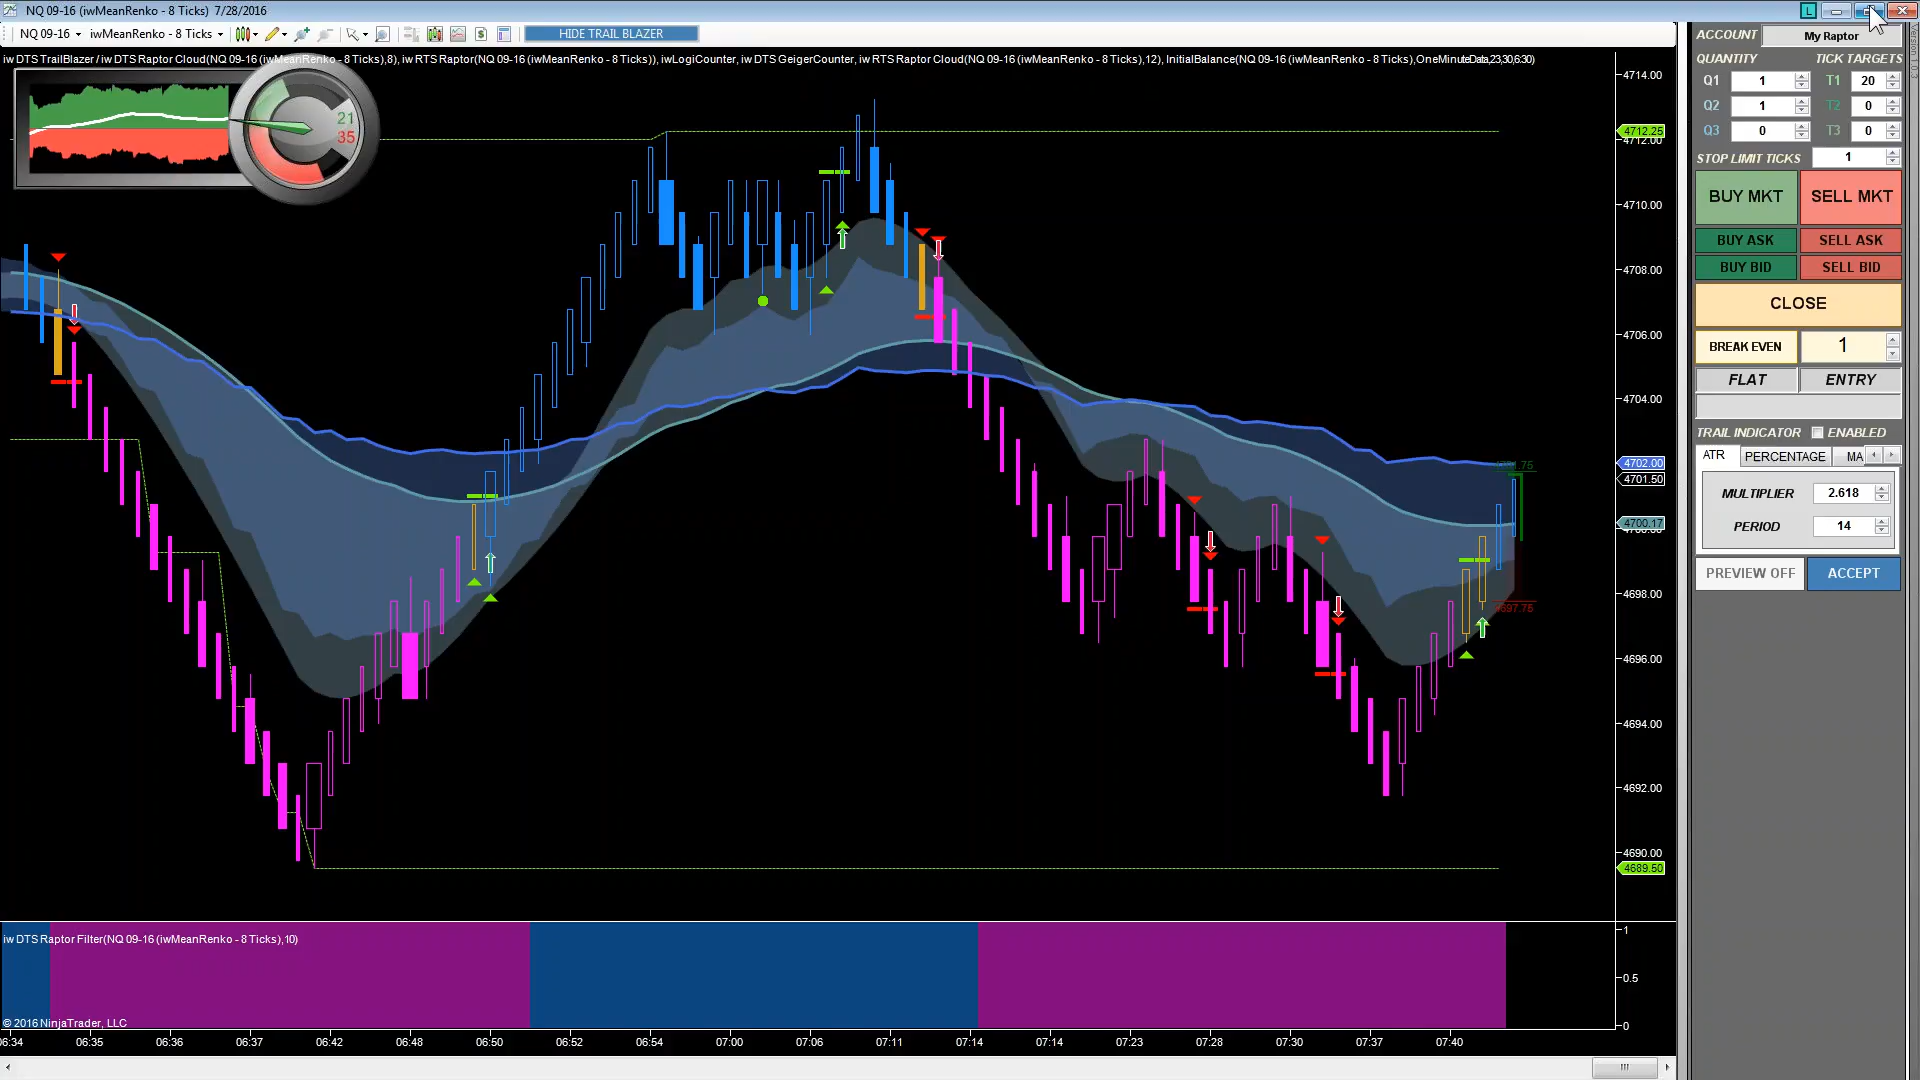 NQ 09-16 (iwMeanRenko - 8 Ticks) 7/28/2016
L
NQ 09-16 iwMeanRenko - 8 Ticks HIDE TRAIL BLAZER
iw DTS TrailBlazer / iw DTS Raptor Cloud(NQ 09-16 (iwMeanRenko - 8 Ticks),8), iw RTS Raptor(NQ 09-16 (iwMeanRenko - 8 Ticks)), iwLogiCounter, iw DTS GeigerCounter, iw RTS Raptor Cloud(NQ 09-16 (iwMeanRenko - 8 Ticks),12), InitialBalance(NQ 09-16 (iwMeanRenko - 8 Ticks),OneMinuteData,23,30,6:30)
21
35
4714.00
4712.25
4712.00
4710.00
4708.00
4706.00
4704.00
4702.00
4701.50
4700.17
4698.00
4696.00
4694.00
4692.00
4690.00
4689.50
4697.75
iw DTS Raptor Filter(NQ 09-16 (iwMeanRenko - 8 Ticks),10)
1
0.5
0
© 2016 NinjaTrader, LLC
06:34 06:35 06:36 06:37 06:42 06:48 06:50 06:52 06:54 07:00 07:06 07:11 07:14 07:14 07:23 07:28 07:30 07:37 07:40
ACCOUNT My Raptor
QUANTITY TICK TARGETS
Q1 1 T1 20
Q2 1 T2 0
Q3 0 T3 0
STOP LIMIT TICKS 1
BUY MKT SELL MKT
BUY ASK SELL ASK
BUY BID SELL BID
CLOSE
BREAK EVEN 1
FLAT ENTRY
TRAIL INDICATOR ENABLED
ATR PERCENTAGE MA
MULTIPLIER 2.618
PERIOD 14
PREVIEW OFF ACCEPT